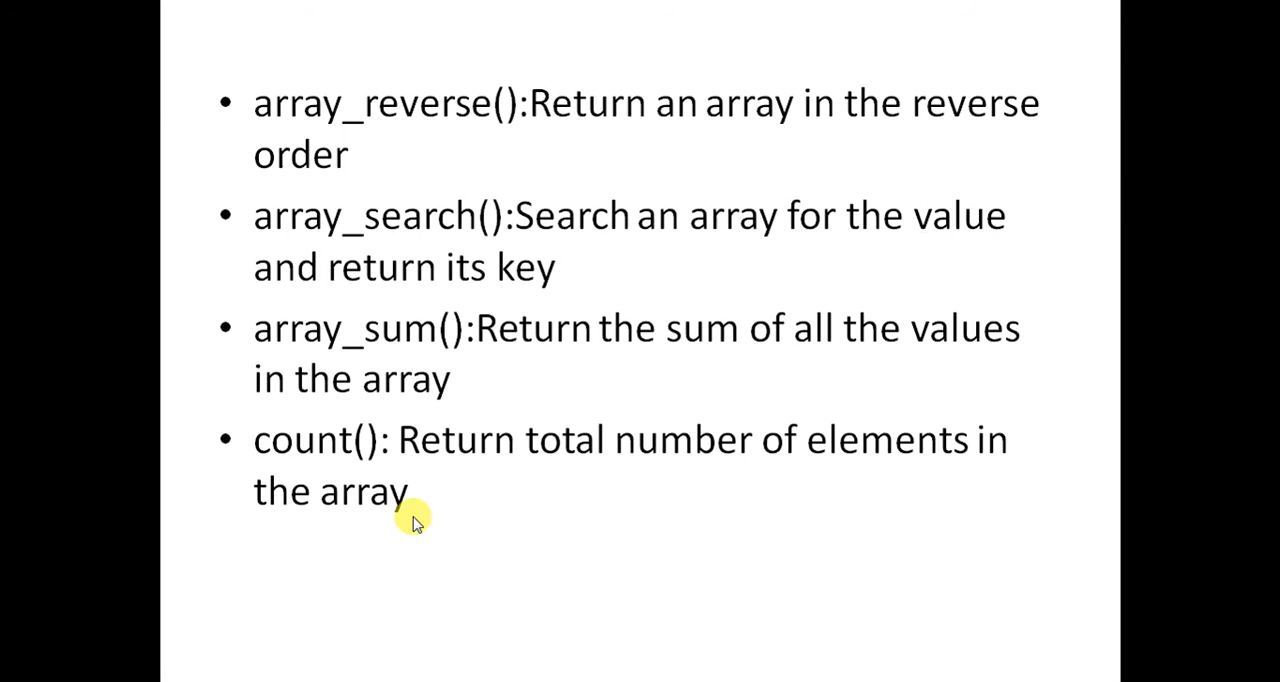 • array_reverse():Return an array in the reverse
order
• array_search():Search an array for the value
and return its key
• array_sum():Return the sum of all the values
in the array
• count(): Return total number of elements in
the array